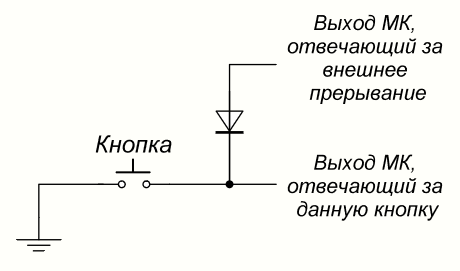 Выход МК,
отвечающий за
внешнее
прерывание
Кнопка
Выход МК,
отвечающий за
данную кнопку